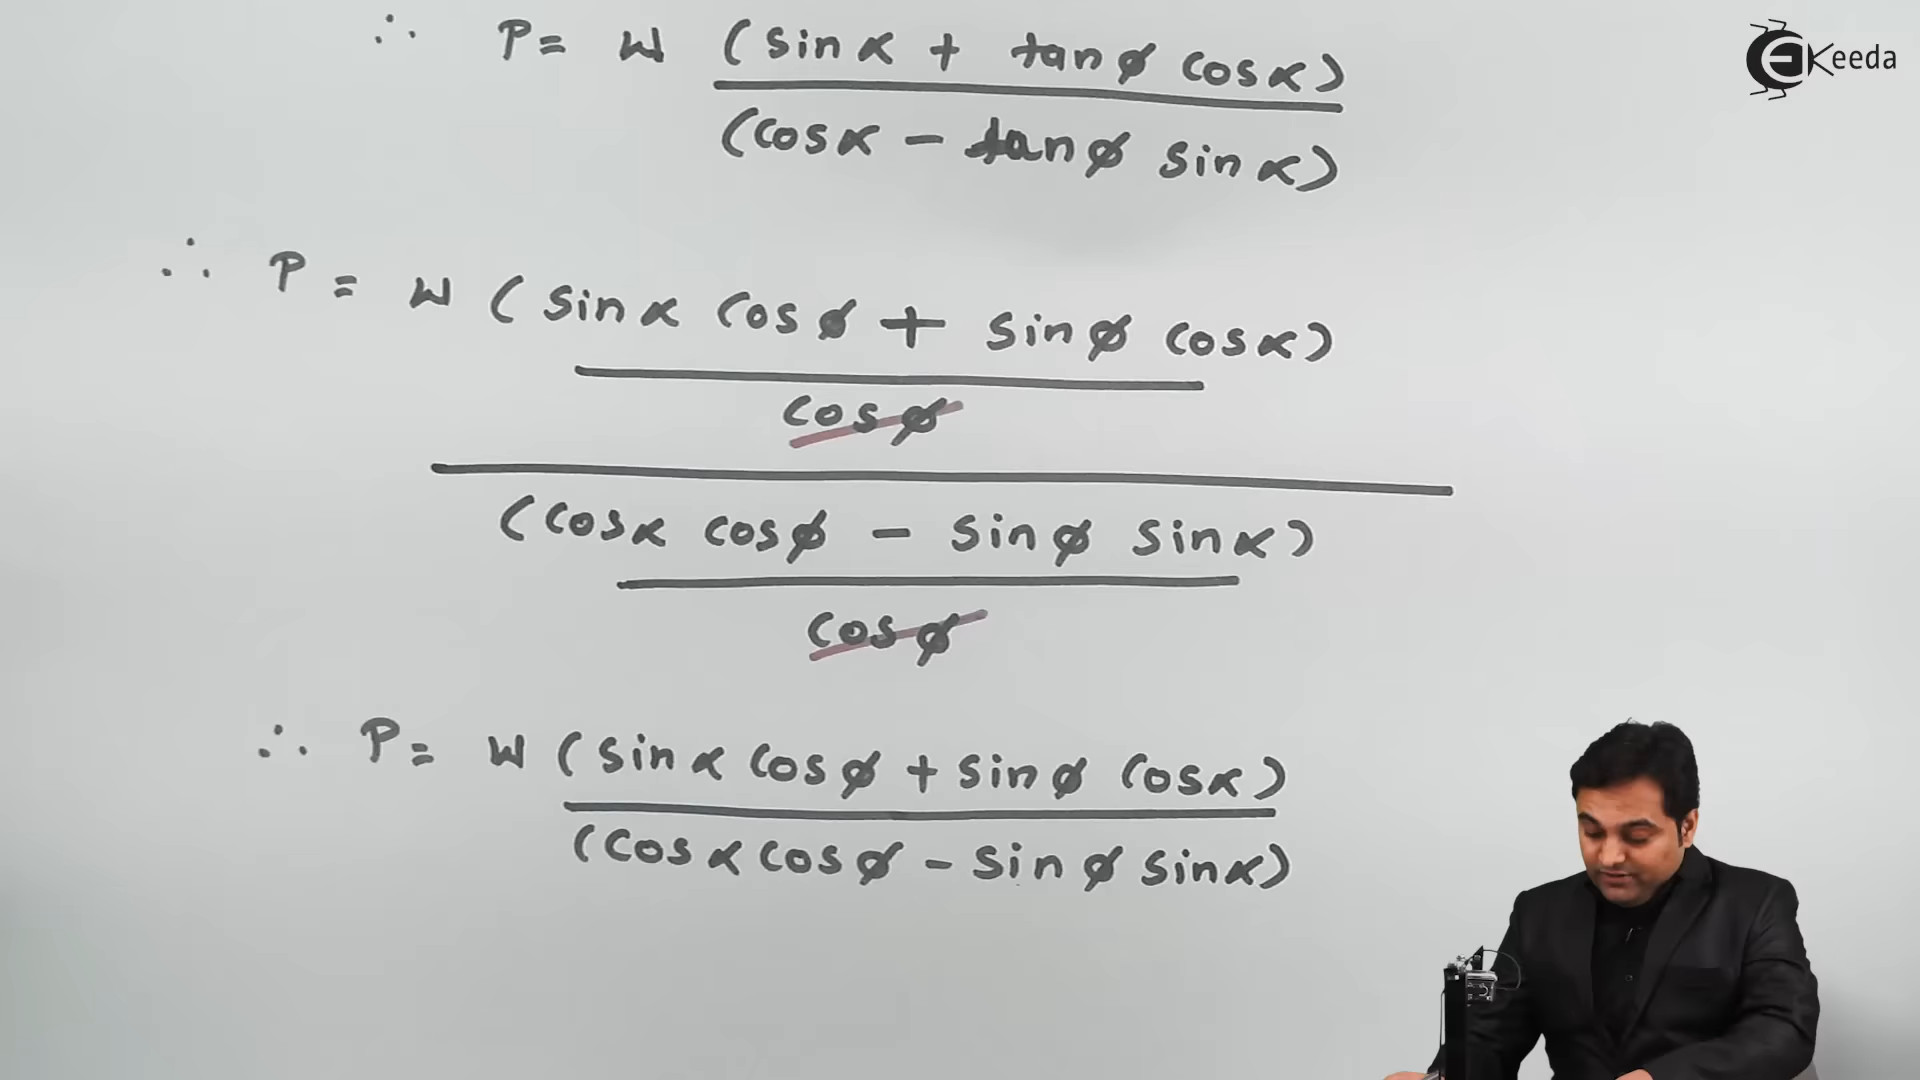 ∴ P = W (sin α + tan ϕ cos α)
(cos α - tan ϕ sin α)
∴ P = W (sin α cos ϕ + sin ϕ cos α)
cos ϕ
(cos α cos ϕ - sin ϕ sin α)
cos ϕ
∴ P = W (sin α cos ϕ + sin ϕ cos α)
(cos α cos ϕ - sin ϕ sin α)
EKeeda